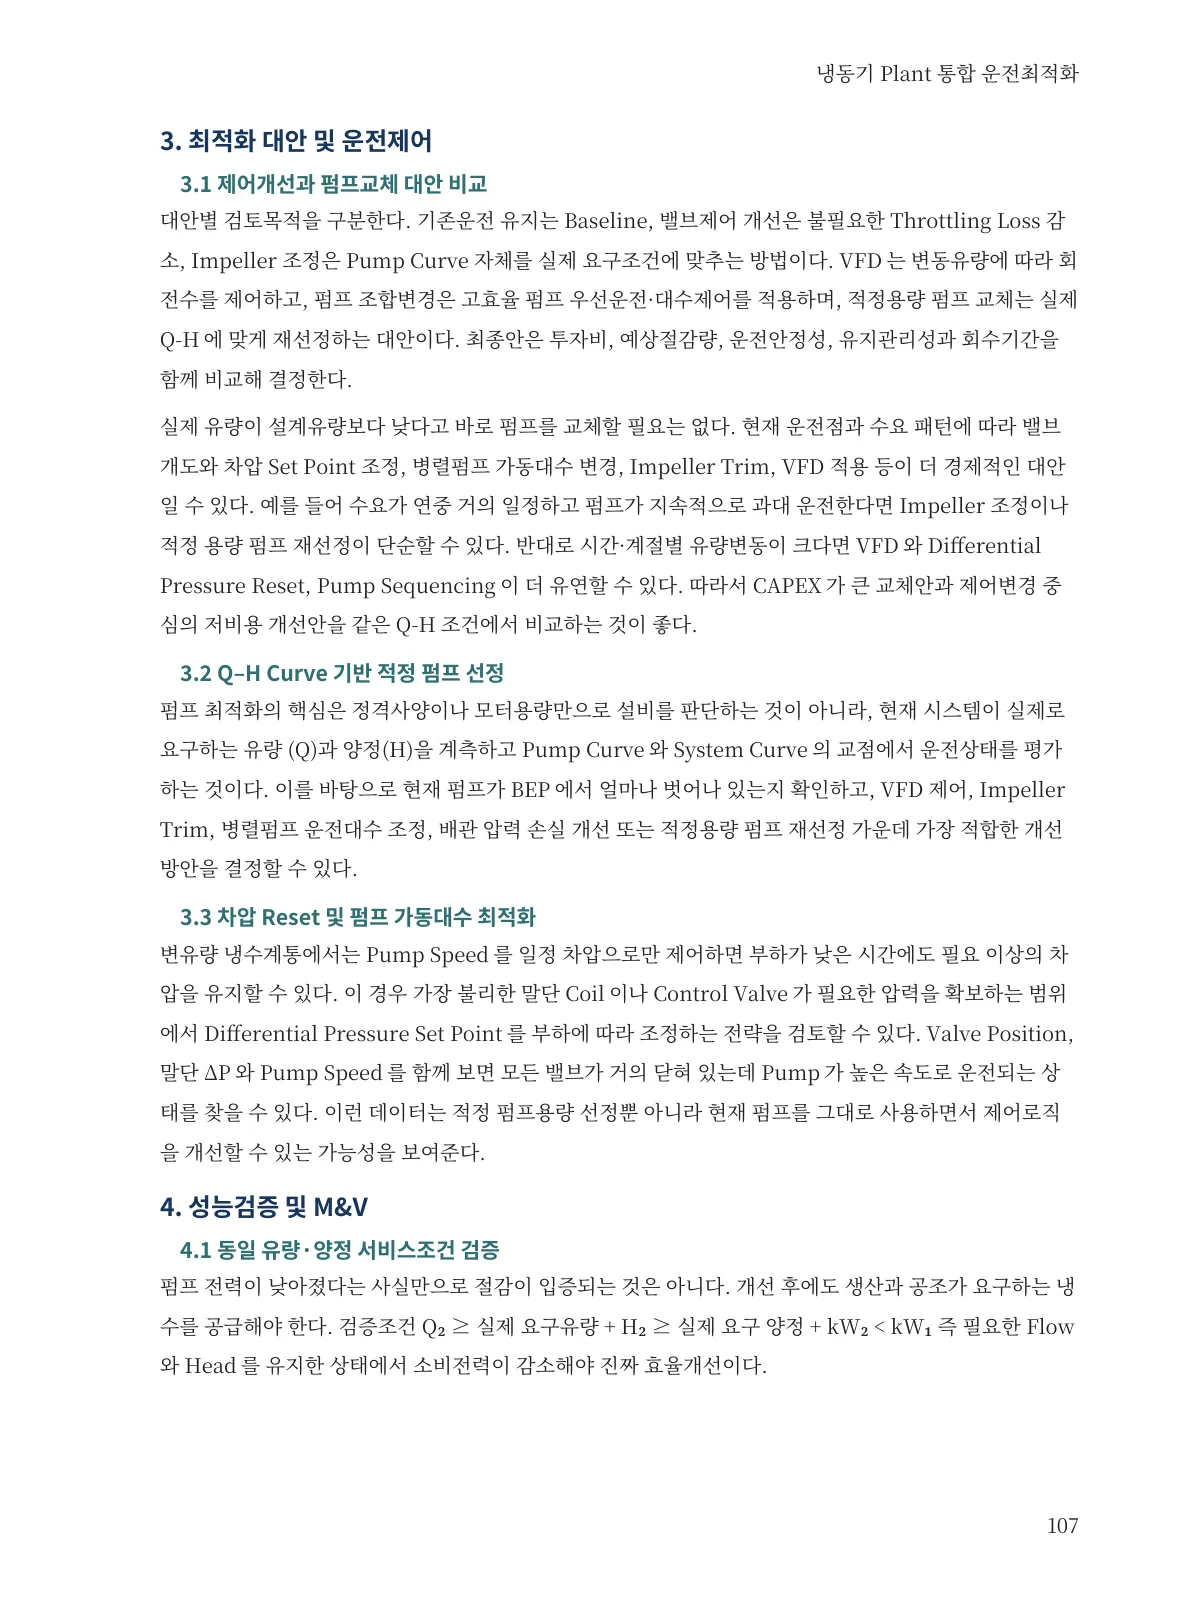 냉동기 Plant 통합 운전최적화
3. 최적화 대안 및 운전제어
3.1 제어개선과 펌프교체 대안 비교
대안별 검토목적을 구분한다. 기존운전 유지는 Baseline, 밸브제어 개선은 불필요한 Throttling Loss 감
소, Impeller 조정은 Pump Curve 자체를 실제 요구조건에 맞추는 방법이다. VFD 는 변동유량에 따라 회
전수를 제어하고, 펌프 조합변경은 고효율 펌프 우선운전·대수제어를 적용하며, 적정용량 펌프 교체는 실제
Q-H 에 맞게 재선정하는 대안이다. 최종안은 투자비, 예상절감량, 운전안정성, 유지관리성과 회수기간을
함께 비교해 결정한다.
실제 유량이 설계유량보다 낮다고 바로 펌프를 교체할 필요는 없다. 현재 운전점과 수요 패턴에 따라 밸브
개도와 차압 Set Point 조정, 병렬펌프 가동대수 변경, Impeller Trim, VFD 적용 등이 더 경제적인 대안
일 수 있다. 예를 들어 수요가 연중 거의 일정하고 펌프가 지속적으로 과대 운전한다면 Impeller 조정이나
적정 용량 펌프 재선정이 단순할 수 있다. 반대로 시간·계절별 유량변동이 크다면 VFD 와 Differential
Pressure Reset, Pump Sequencing 이 더 유연할 수 있다. 따라서 CAPEX 가 큰 교체안과 제어변경 중
심의 저비용 개선안을 같은 Q-H 조건에서 비교하는 것이 좋다.
3.2 Q–H Curve 기반 적정 펌프 선정
펌프 최적화의 핵심은 정격사양이나 모터용량만으로 설비를 판단하는 것이 아니라, 현재 시스템이 실제로
요구하는 유량 (Q)과 양정(H)을 계측하고 Pump Curve 와 System Curve 의 교점에서 운전상태를 평가
하는 것이다. 이를 바탕으로 현재 펌프가 BEP 에서 얼마나 벗어나 있는지 확인하고, VFD 제어, Impeller
Trim, 병렬펌프 운전대수 조정, 배관 압력 손실 개선 또는 적정용량 펌프 재선정 가운데 가장 적합한 개선
방안을 결정할 수 있다.
3.3 차압 Reset 및 펌프 가동대수 최적화
변유량 냉수계통에서는 Pump Speed 를 일정 차압으로만 제어하면 부하가 낮은 시간에도 필요 이상의 차
압을 유지할 수 있다. 이 경우 가장 불리한 말단 Coil 이나 Control Valve 가 필요한 압력을 확보하는 범위
에서 Differential Pressure Set Point 를 부하에 따라 조정하는 전략을 검토할 수 있다. Valve Position,
말단 ΔP 와 Pump Speed 를 함께 보면 모든 밸브가 거의 닫혀 있는데 Pump 가 높은 속도로 운전되는 상
태를 찾을 수 있다. 이런 데이터는 적정 펌프용량 선정뿐 아니라 현재 펌프를 그대로 사용하면서 제어로직
을 개선할 수 있는 가능성을 보여준다.
4. 성능검증 및 M&V
4.1 동일 유량·양정 서비스조건 검증
펌프 전력이 낮아졌다는 사실만으로 절감이 입증되는 것은 아니다. 개선 후에도 생산과 공조가 요구하는 냉
수를 공급해야 한다. 검증조건 Q₂ ≥ 실제 요구유량 + H₂ ≥ 실제 요구 양정 + kW₂ < kW₁ 즉 필요한 Flow
와 Head 를 유지한 상태에서 소비전력이 감소해야 진짜 효율개선이다.
107